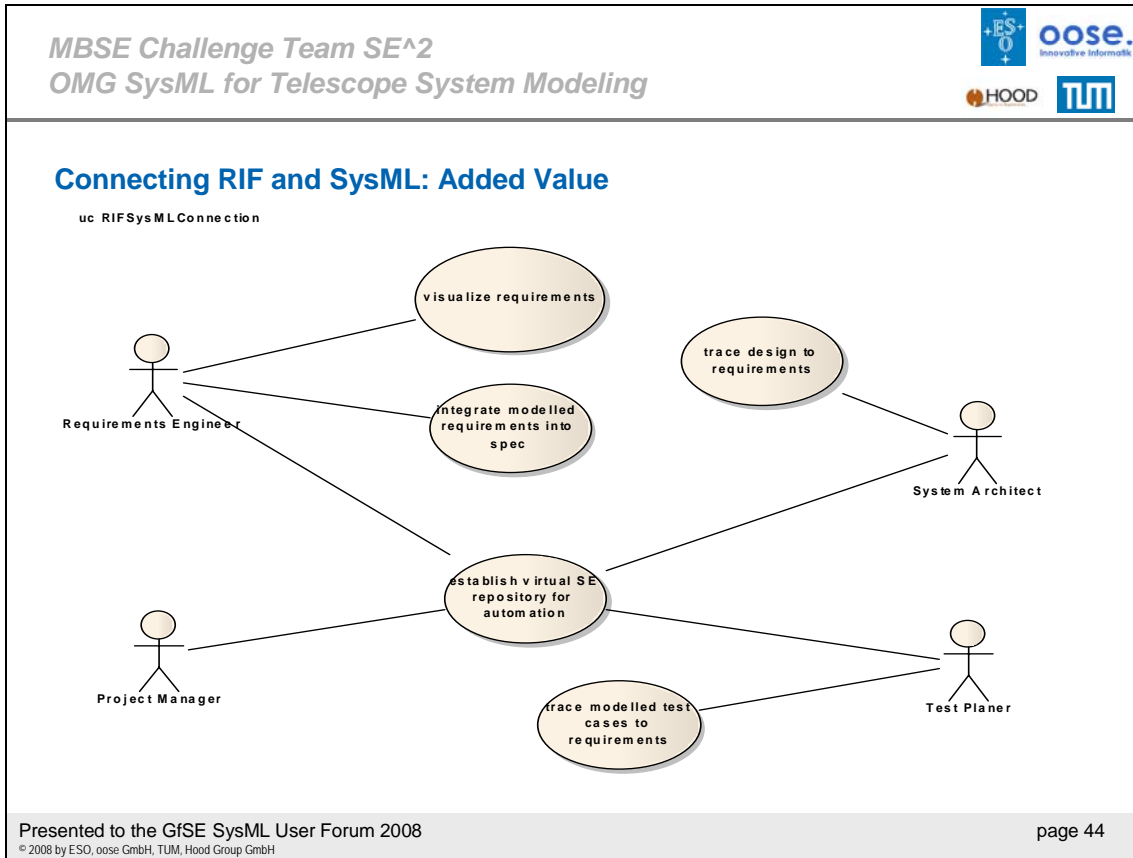 MBSE Challenge Team SE^2
OMG SysML for Telescope System Modeling
ES
O
oose.
Innovative Informatik
HOOD
TUM
Connecting RIF and SysML: Added Value
uc RIFSysMLConnection
visualize requirements
trace design to
requirements
integrate modelled
requirements into
spec
Requirements Engineer
System Architect
establish virtual SE
repository for
automation
Project Manager
Test Planer
trace modelled test
cases to
requirements
Presented to the GfSE SysML User Forum 2008
page 44
© 2008 by ESO, oose GmbH, TUM, Hood Group GmbH